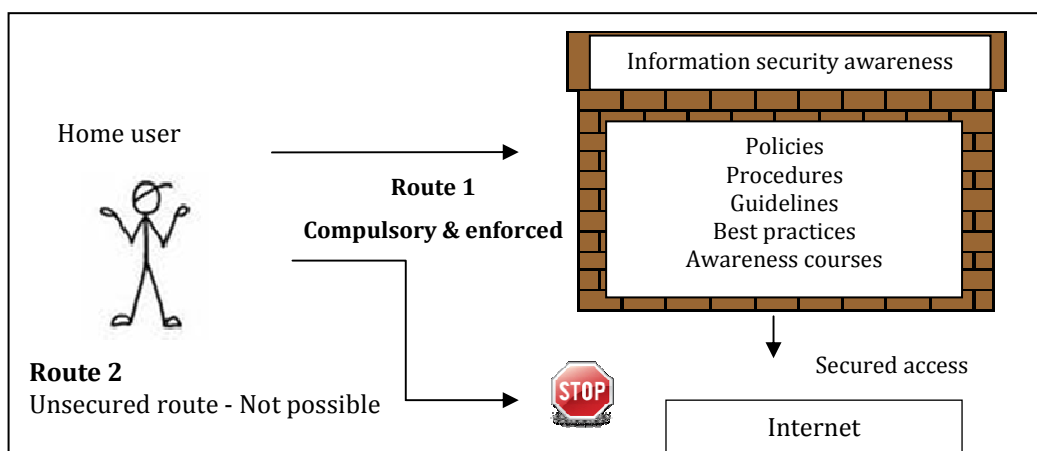 Information security awareness
Home user
Policies
Procedures
Guidelines
Best practices
Awareness courses
Route 1
Compulsory & enforced
Route 2
Unsecured route - Not possible
STOP
Secured access
Internet